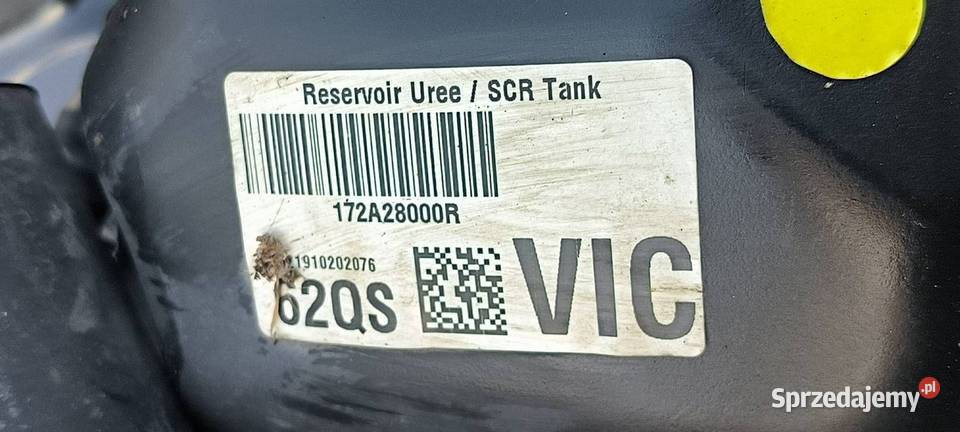 Reservoir Uree / SCR Tank
172A28000R
1910202076
62QS
VIC
Sprzedajemy.pl